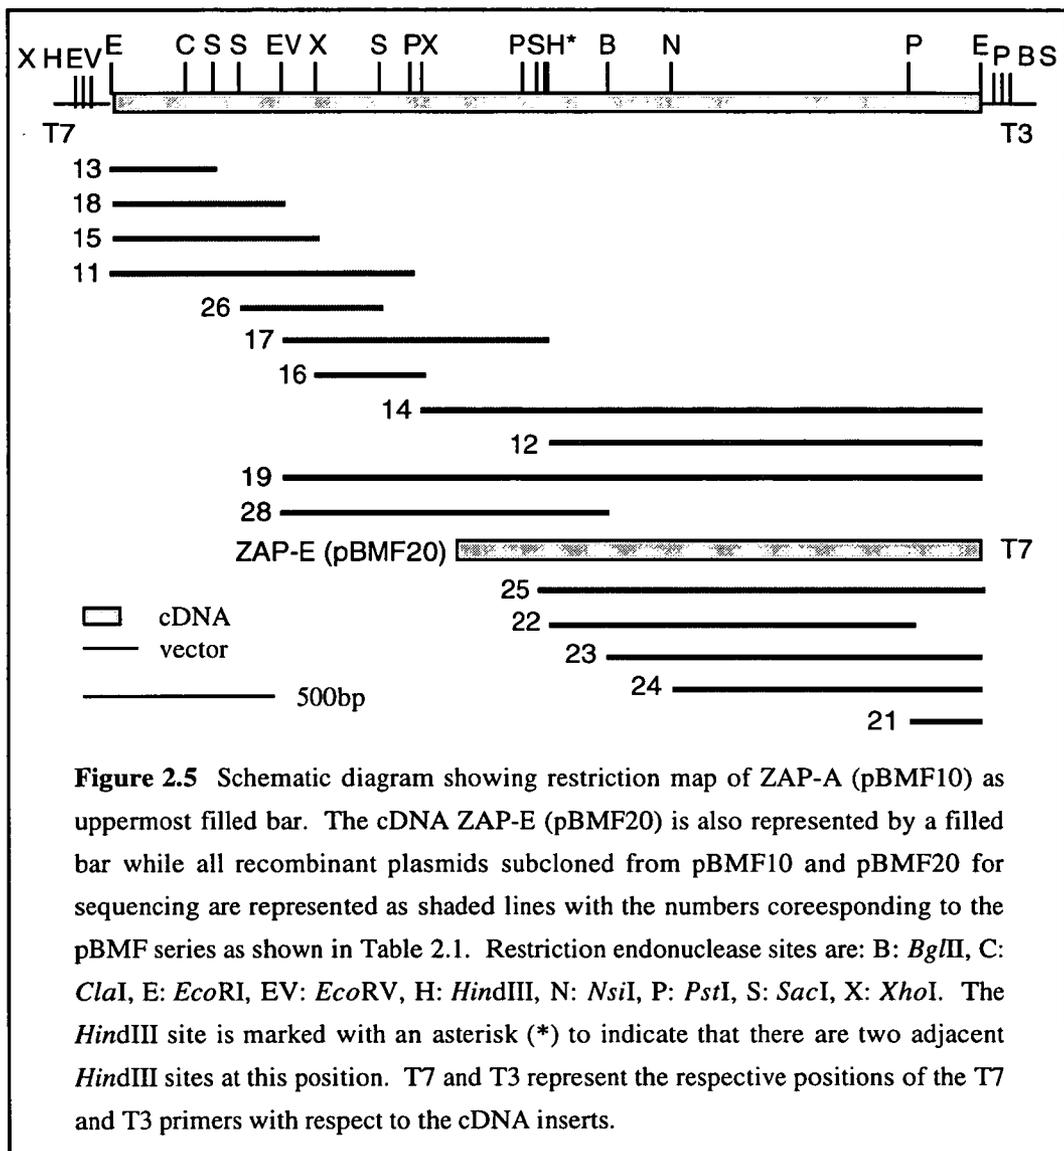 X HEV E C S S EV X S PX P S H* B N P E P B S
T7 T3
13
18
15
11
26
17
16
14
12
19
28
ZAP-E (pBMF20) T7
25
cDNA
22
vector
23
24
500bp
21
Figure 2.5 Schematic diagram showing restriction map of ZAP-A (pBMF10) as
uppermost filled bar. The cDNA ZAP-E (pBMF20) is also represented by a filled
bar while all recombinant plasmids subcloned from pBMF10 and pBMF20 for
sequencing are represented as shaded lines with the numbers coreesponding to the
pBMF series as shown in Table 2.1. Restriction endonuclease sites are: B: BglII, C:
ClaI, E: EcoRI, EV: EcoRV, H: HindIII, N: NsiI, P: PstI, S: SacI, X: XhoI. The
HindIII site is marked with an asterisk (*) to indicate that there are two adjacent
HindIII sites at this position. T7 and T3 represent the respective positions of the T7
and T3 primers with respect to the cDNA inserts.